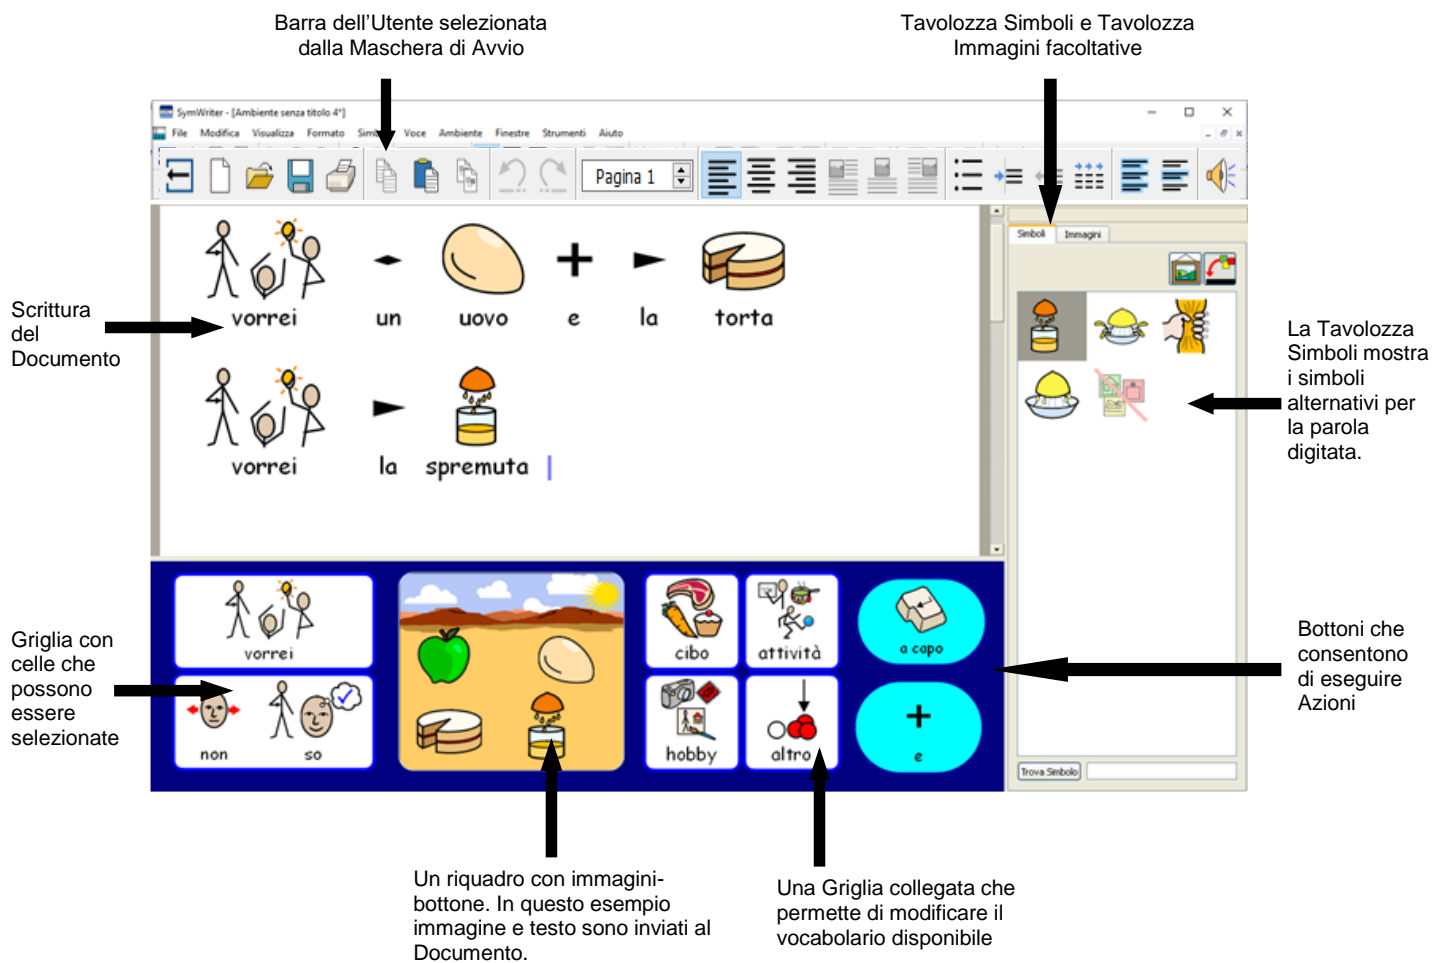 Barra dell'Utente selezionata
dalla Maschera di Avvio
Tavolozza Simboli e Tavolozza
Immagini facoltative
SymWriter - [Ambiente senza titolo 4*]
File Modifica Visualizza Formato Voce Ambiente Finestre Strumenti Aiuto
Pagina 1
Simboli Immagini
vorrei un uovo e la torta
vorrei la spremuta
Scrittura
del
Documento
La Tavolozza
Simboli mostra
i simboli
alternativi per
la parola
digitata.
Griglia con
celle che
possono
essere
selezionate
vorrei
non so
cibo attività
hobby altro
a capo
e
Trova Simbolo
Bottoni che
consentono
di eseguire
Azioni
Un riquadro con immagini-
bottone. In questo esempio
immagine e testo sono inviati al
Documento.
Una Griglia collegata che
permette di modificare il
vocabolario disponibile